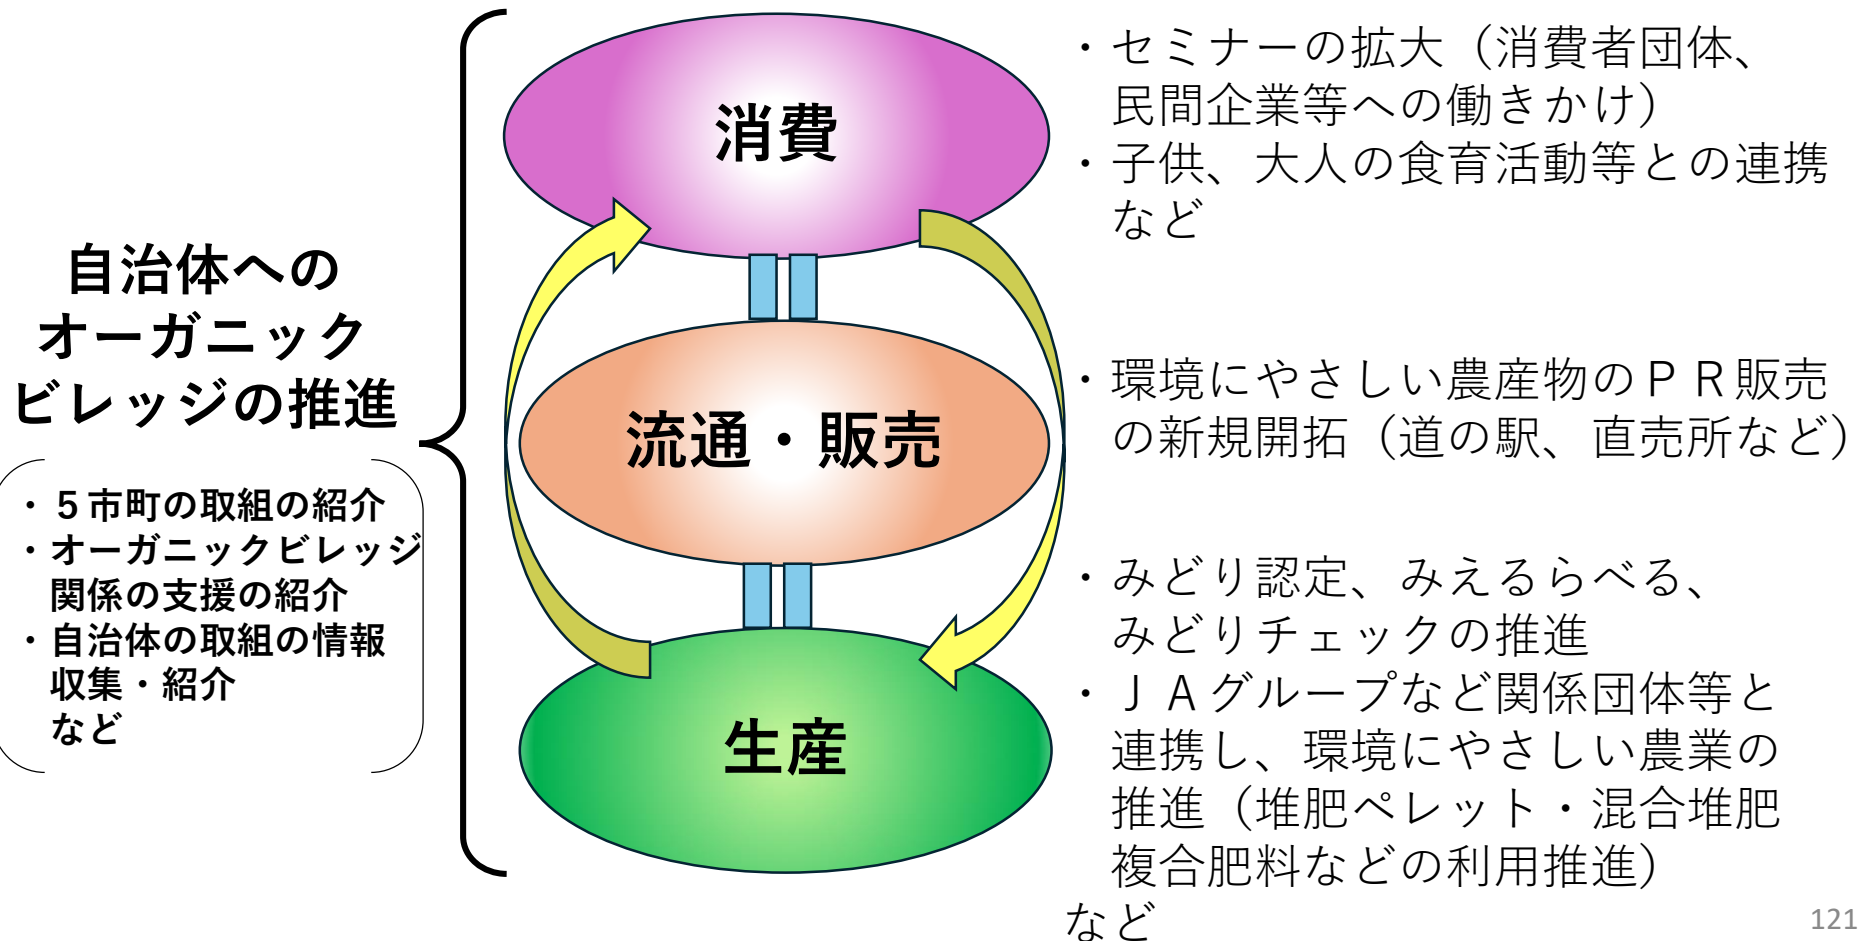 自治体への
オーガニック
ビレッジの推進
・５市町の取組の紹介
・オーガニックビレッジ
関係の支援の紹介
・自治体の取組の情報
収集・紹介
など
消費
流通・販売
生産
・セミナーの拡大（消費者団体、
民間企業等への働きかけ）
・子供、大人の食育活動等との連携
など
・環境にやさしい農産物のＰＲ販売
の新規開拓（道の駅、直売所など）
・みどり認定、みえるらべる、
みどりチェックの推進
・ＪＡグループなど関係団体等と
連携し、環境にやさしい農業の
推進（堆肥ペレット・混合堆肥
複合肥料などの利用推進）
など
121